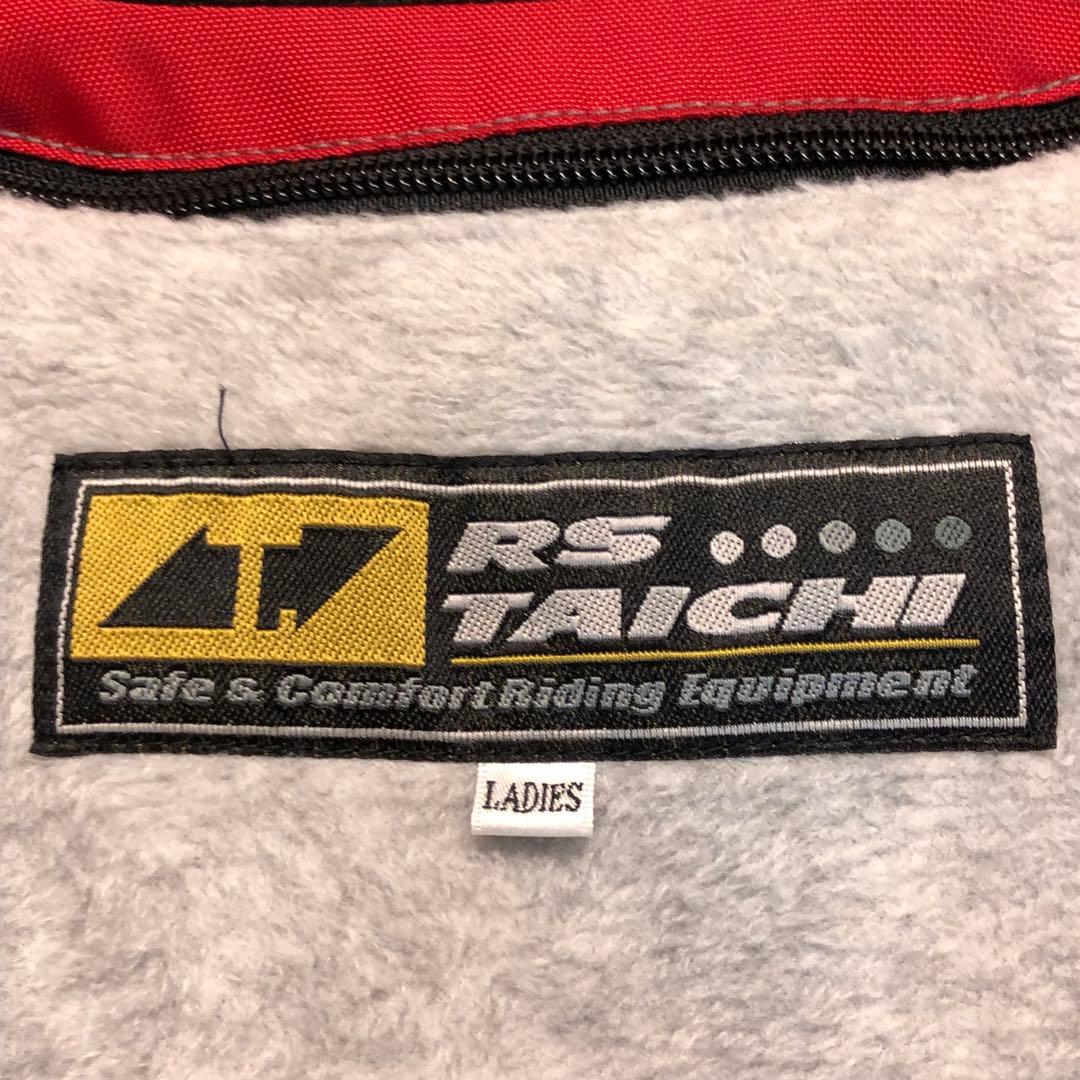 RS
TAICHI
Safe & Comfort Riding Equipment
LADIES